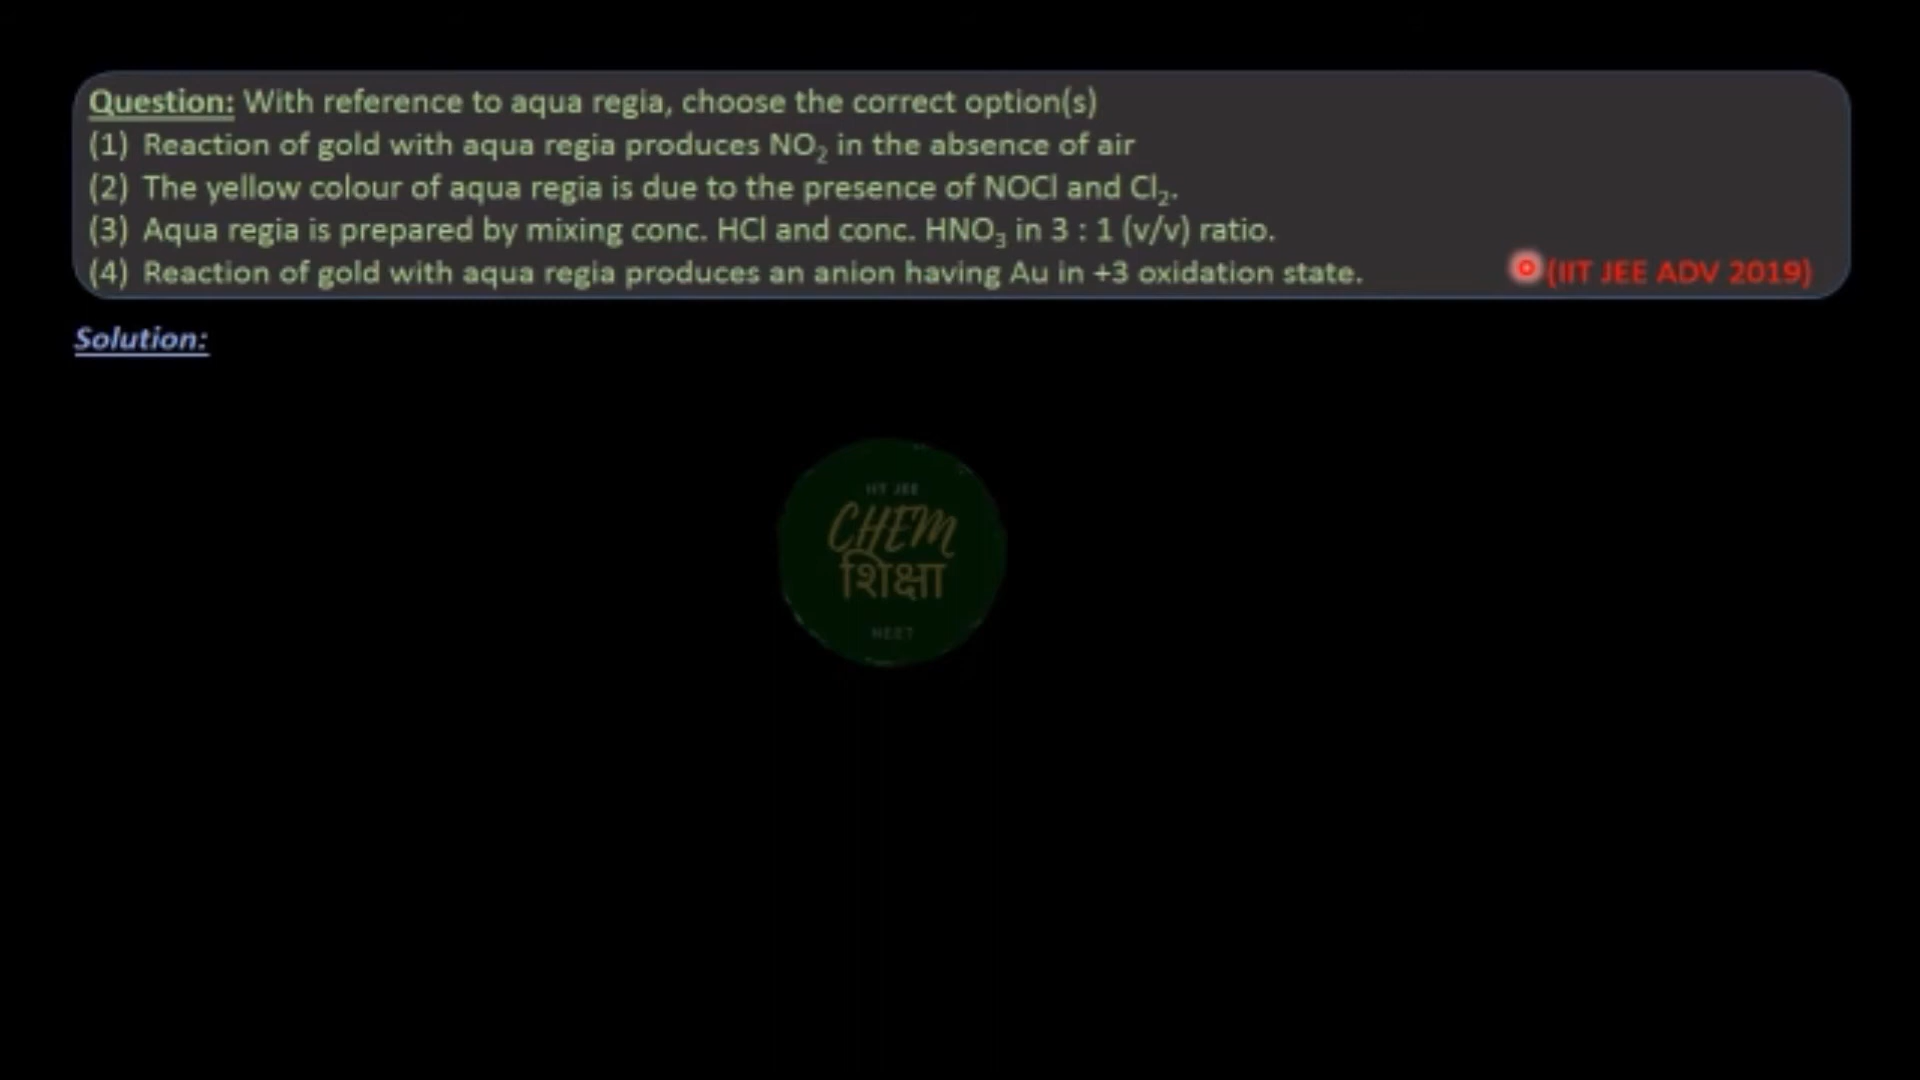 Question: With reference to aqua regia, choose the correct option(s)
(1) Reaction of gold with aqua regia produces NO₂ in the absence of air
(2) The yellow colour of aqua regia is due to the presence of NOCl and Cl₂.
(3) Aqua regia is prepared by mixing conc. HCl and conc. HNO₃ in 3 : 1 (v/v) ratio.
(4) Reaction of gold with aqua regia produces an anion having Au in +3 oxidation state. (IIT JEE ADV 2019)
Solution:
IIT JEE
CHEM
शिक्षा
NEET